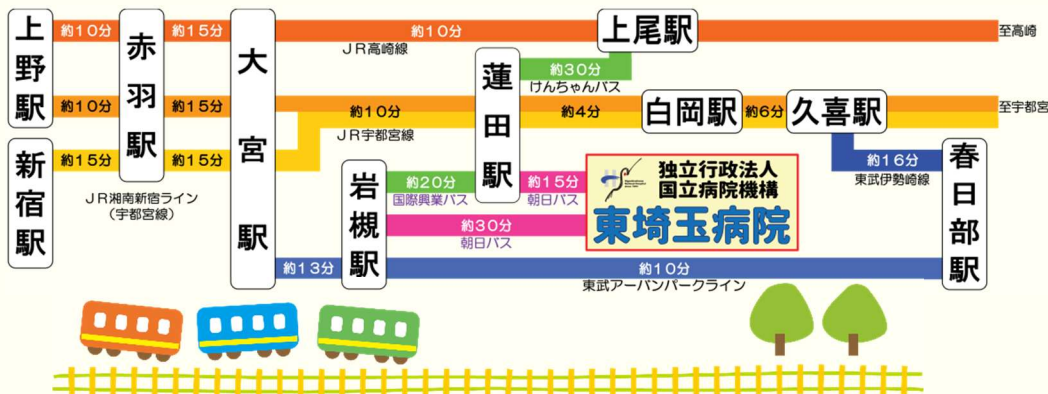 上野駅
約10分
赤羽駅
約15分
大宮駅
約10分
JR高崎線
上尾駅
至高崎
蓮田駅
約30分
けんちゃんバス
約10分
約15分
約10分
JR宇都宮線
約4分
白岡駅
約6分
久喜駅
至宇都宮
新宿駅
約15分
約15分
JR湘南新宿ライン
(宇都宮線)
岩槻駅
約20分
国際興業バス
約15分
朝日バス
約30分
朝日バス
独立行政法人
国立病院機構
東埼玉病院
約16分
東武伊勢崎線
春日部駅
約13分
約10分
東武アーバンパークライン